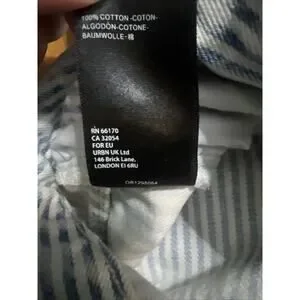 100% COTTON-COTON-
ALGODÓN-COTONE-
BAUMWOLLE-棉
RN 66170
CA 32054
FOR EU
URBN UK Ltd
146 Brick Lane,
LONDON E1 6RU